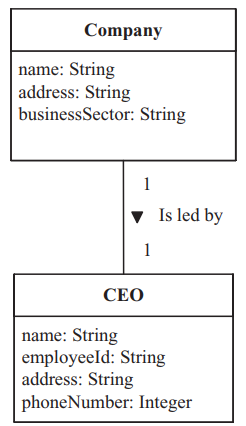 Company
name: String
address: String
businessSector: String
1
▼ Is led by
1
CEO
name: String
employeeId: String
address: String
phoneNumber: Integer